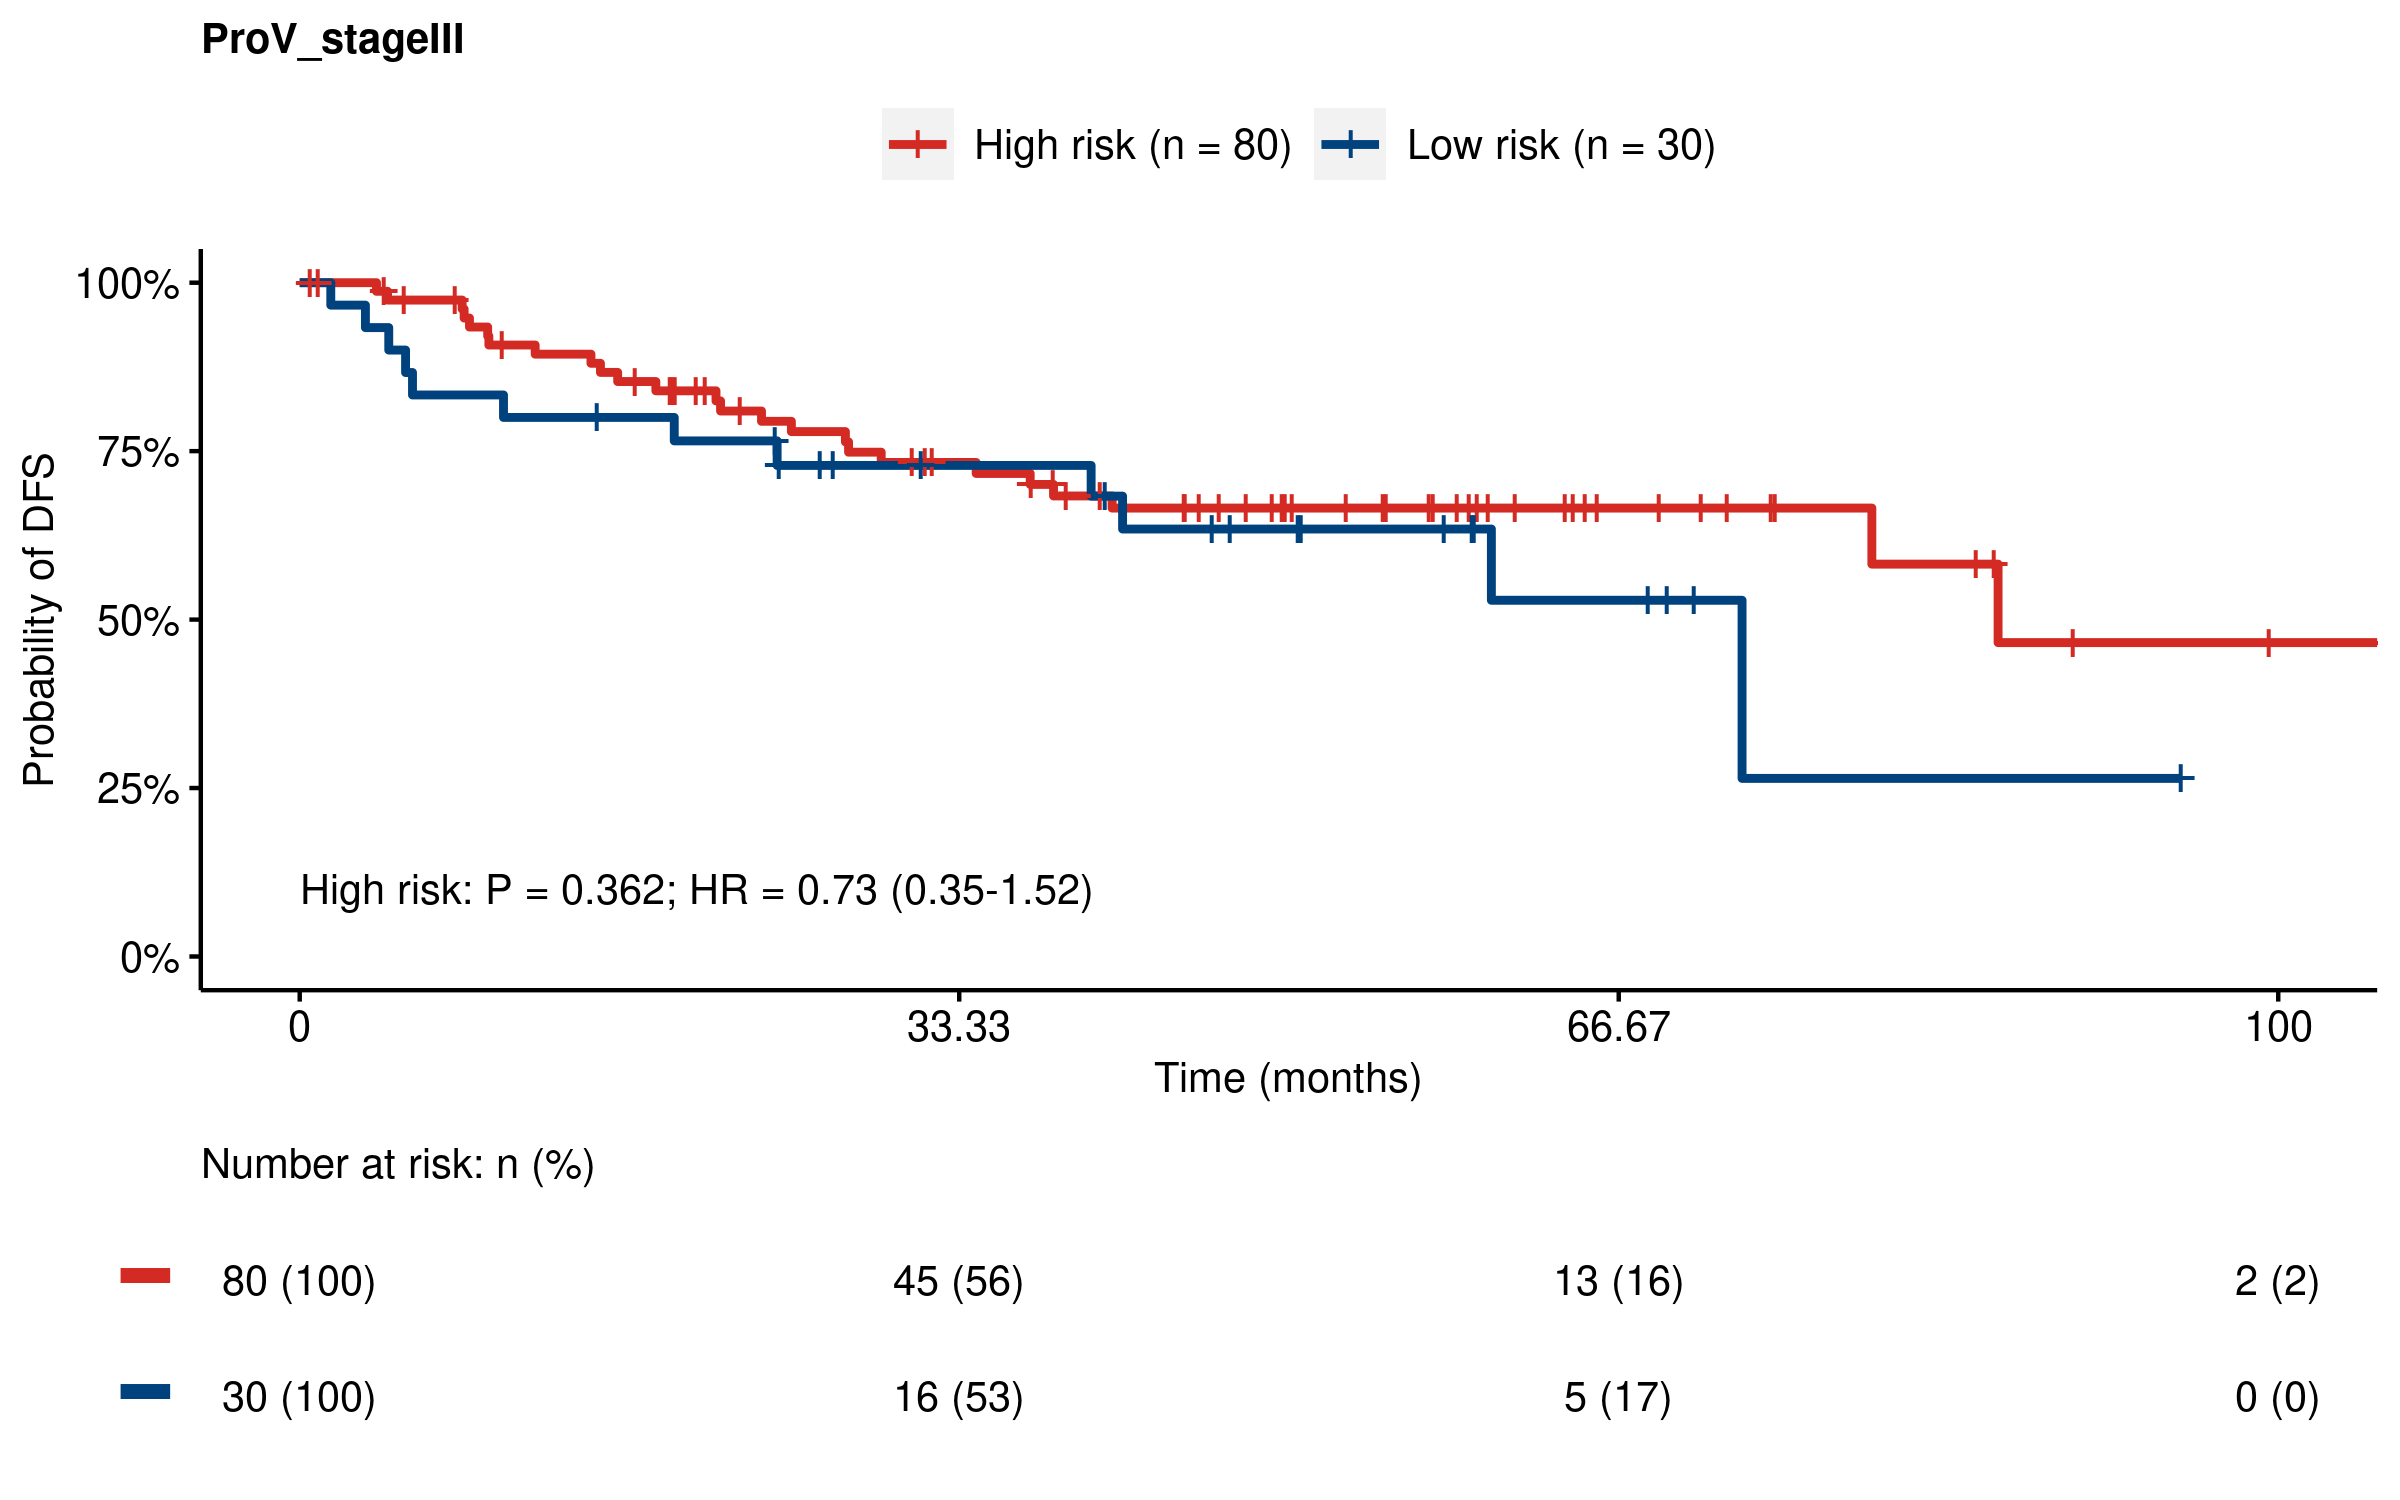 ProV_stageIII
High risk (n = 80) Low risk (n = 30)
100%
75%
50%
25%
0%
Probability of DFS
High risk: P = 0.362; HR = 0.73 (0.35-1.52)
0 33.33 66.67 100
Time (months)
Number at risk: n (%)
80 (100) 45 (56) 13 (16) 2 (2)
30 (100) 16 (53) 5 (17) 0 (0)